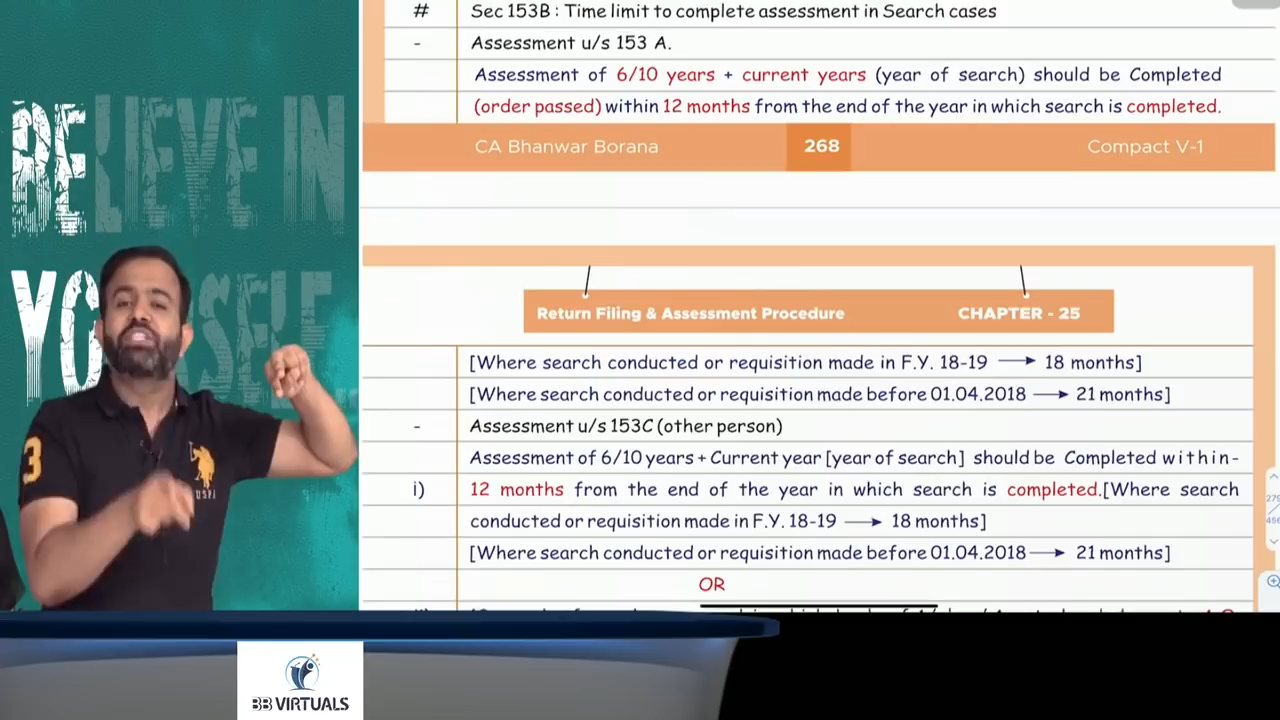 BELIEVE IN
YO SELF
3
USPA
# Sec 153B : Time limit to complete assessment in Search cases
- Assessment u/s 153 A.
Assessment of 6/10 years + current years (year of search) should be Completed
(order passed) within 12 months from the end of the year in which search is completed.
CA Bhanwar Borana 268 Compact V-1
Return Filing & Assessment Procedure CHAPTER - 25
[Where search conducted or requisition made in F.Y. 18-19 → 18 months]
[Where search conducted or requisition made before 01.04.2018 → 21 months]
- Assessment u/s 153C (other person)
Assessment of 6/10 years + Current year [year of search] should be Completed within-
i) 12 months from the end of the year in which search is completed.[Where search
conducted or requisition made in F.Y. 18-19 → 18 months]
[Where search conducted or requisition made before 01.04.2018 → 21 months]
OR
BB VIRTUALS